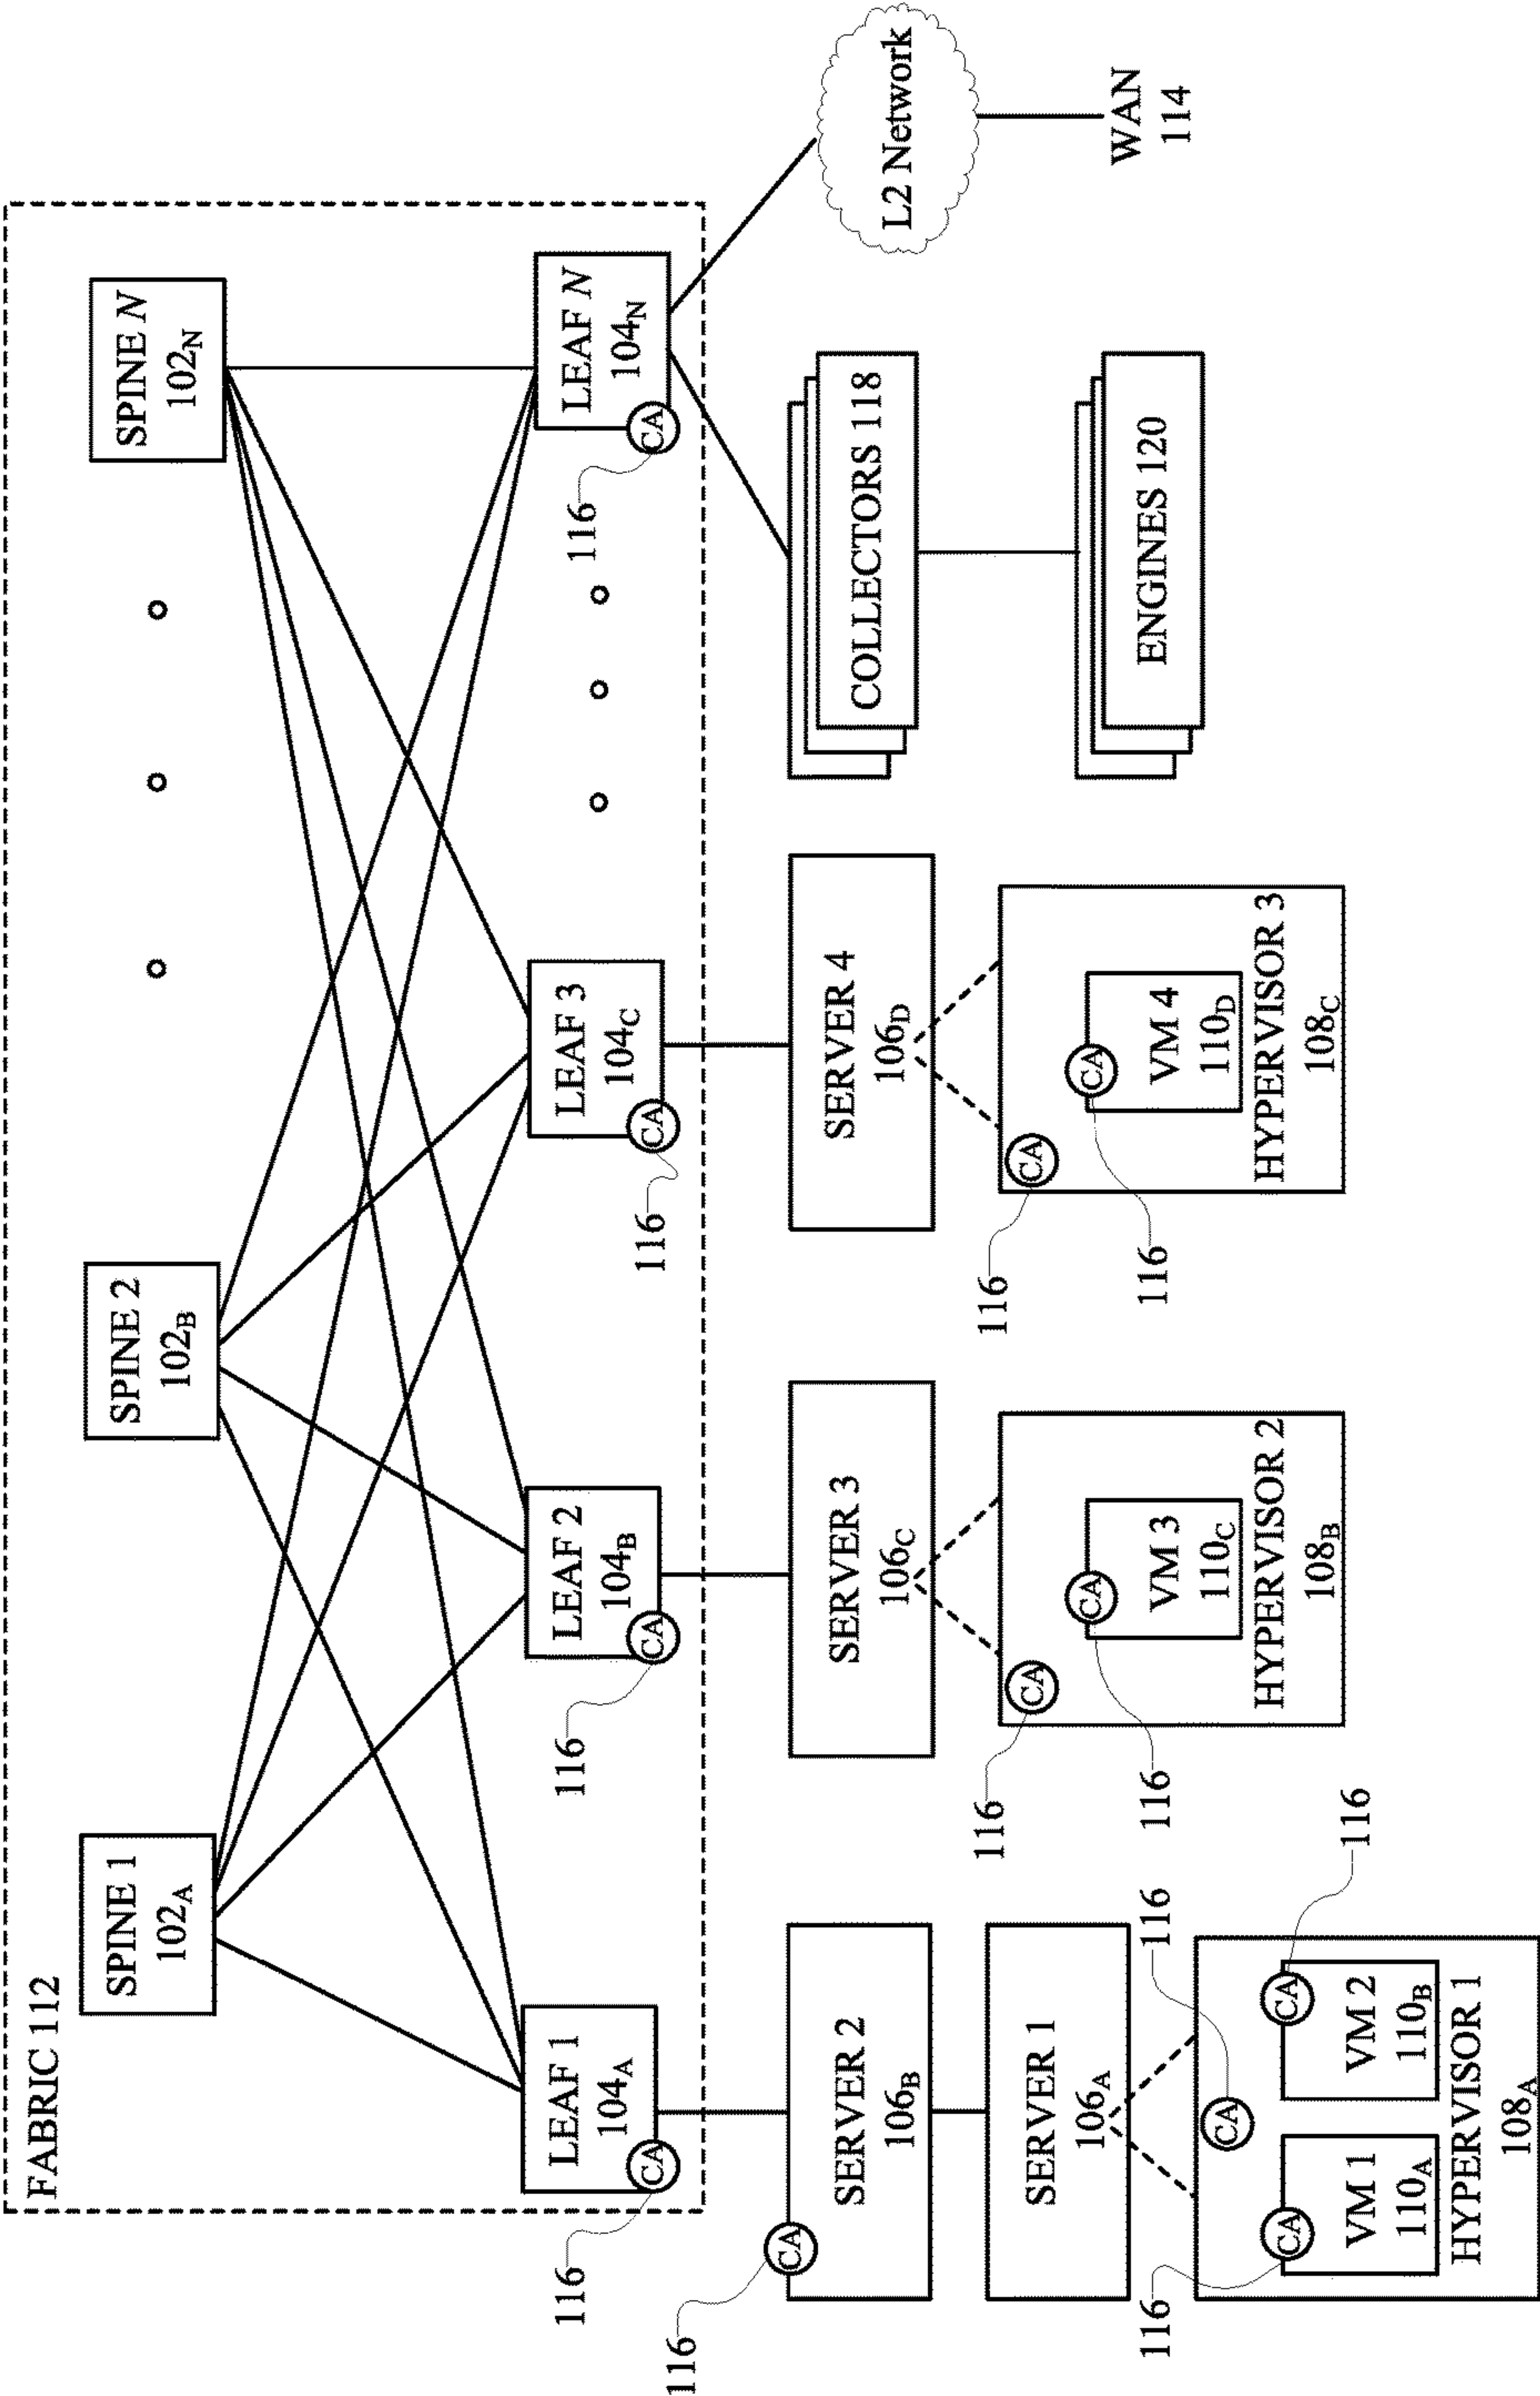 FABRIC 112
SPINE 1
102A
SPINE 2
102B
SPINE N
102N
LEAF 1
104A
CA
116
LEAF 2
104B
CA
116
LEAF 3
104C
CA
116
LEAF N
104N
CA
116
SERVER 2
106B
CA
116
SERVER 1
106A
CA
116
VM 1
110A
CA
116
VM 2
110B
CA
116
HYPERVISOR 1
108A
SERVER 3
106C
CA
116
VM 3
110C
CA
116
HYPERVISOR 2
108B
SERVER 4
106D
CA
116
VM 4
110D
CA
116
HYPERVISOR 3
108C
COLLECTORS 118
ENGINES 120
L2 Network
WAN
114